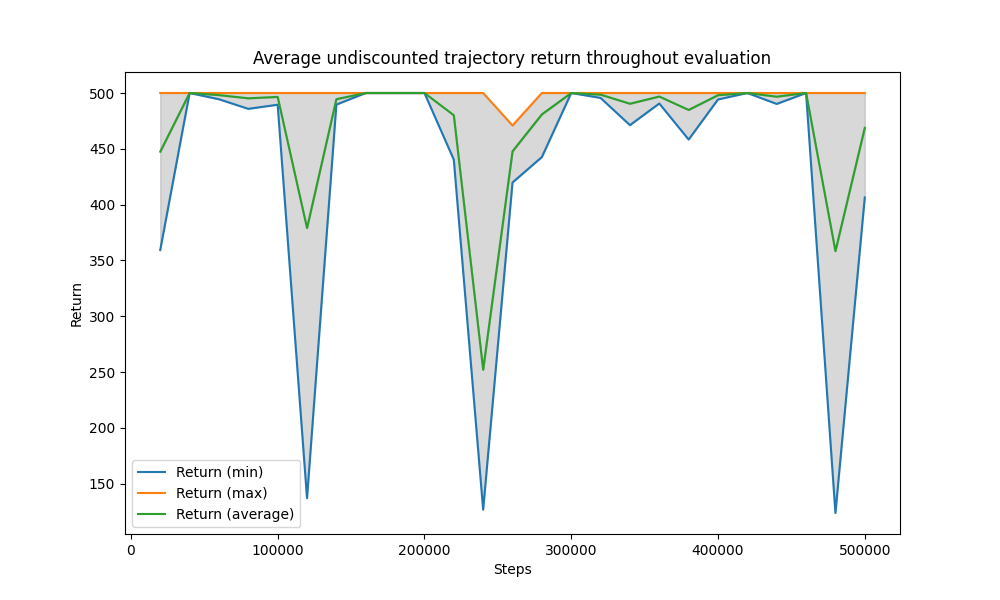 Average undiscounted trajectory return throughout evaluation
Return
500
450
400
350
300
250
200
150
Return (min)
Return (max)
Return (average)
0
100000
200000
300000
400000
500000
Steps